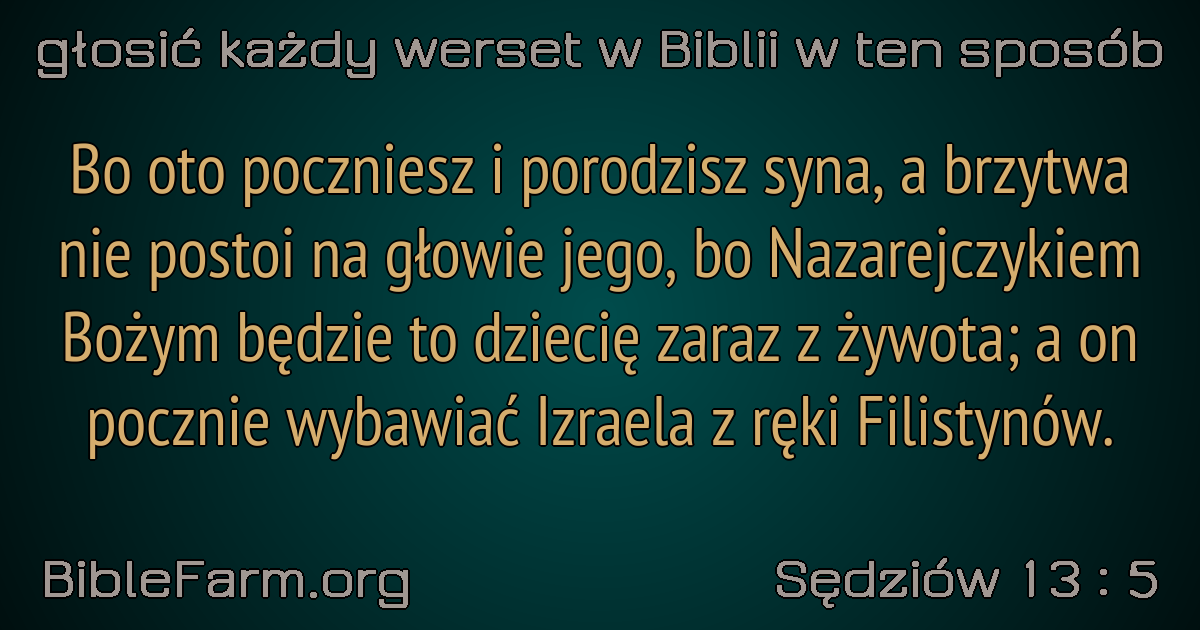 głosić każdy werset w Biblii w ten sposób
Bo oto poczniesz i porodzisz syna, a brzytwa
nie postoi na głowie jego, bo Nazarejczykiem
Bożym będzie to dziecię zaraz z żywota; a on
pocznie wybawiać Izraela z ręki Filistynów.
BibleFarm.org
Sędziów 13 : 5